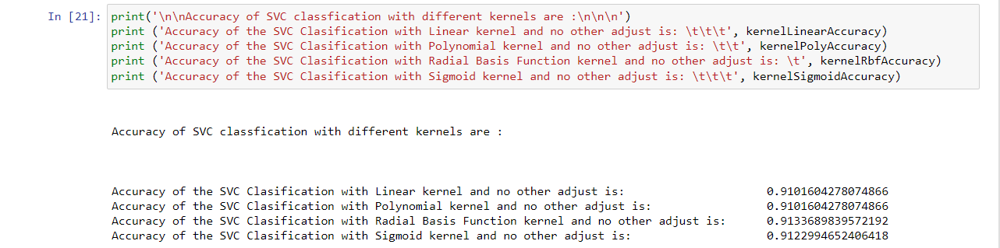 In [21]: print('\n\nAccuracy of SVC classfication with different kernels are :\n\n\n')
print ('Accuracy of the SVC Clasification with Linear kernel and no other adjust is: \t\t\t', kernelLinearAccuracy)
print ('Accuracy of the SVC Clasification with Polynomial kernel and no other adjust is: \t\t', kernelPolyAccuracy)
print ('Accuracy of the SVC Clasification with Radial Basis Function kernel and no other adjust is: \t', kernelRbfAccuracy)
print ('Accuracy of the SVC Clasification with Sigmoid kernel and no other adjust is: \t\t\t', kernelSigmoidAccuracy)
Accuracy of SVC classfication with different kernels are :
Accuracy of the SVC Clasification with Linear kernel and no other adjust is: 0.9101604278074866
Accuracy of the SVC Clasification with Polynomial kernel and no other adjust is: 0.9101604278074866
Accuracy of the SVC Clasification with Radial Basis Function kernel and no other adjust is: 0.9133689839572192
Accuracy of the SVC Clasification with Sigmoid kernel and no other adjust is: 0.9122994652406418